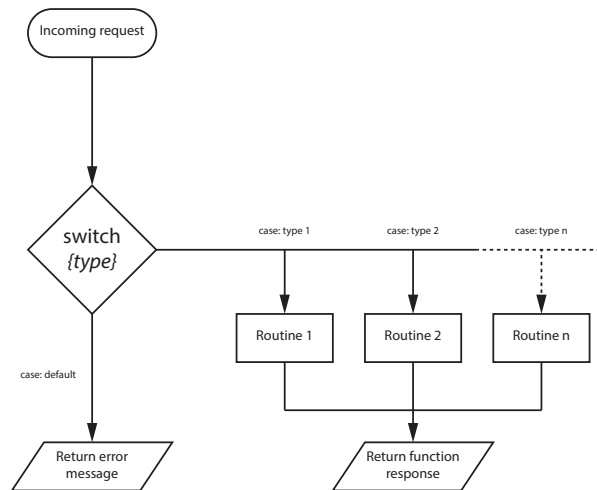 Incoming request
switch
{type}
case: type 1
case: type 2
case: type n
Routine 1
Routine 2
Routine n
case: default
Return error
message
Return function
response